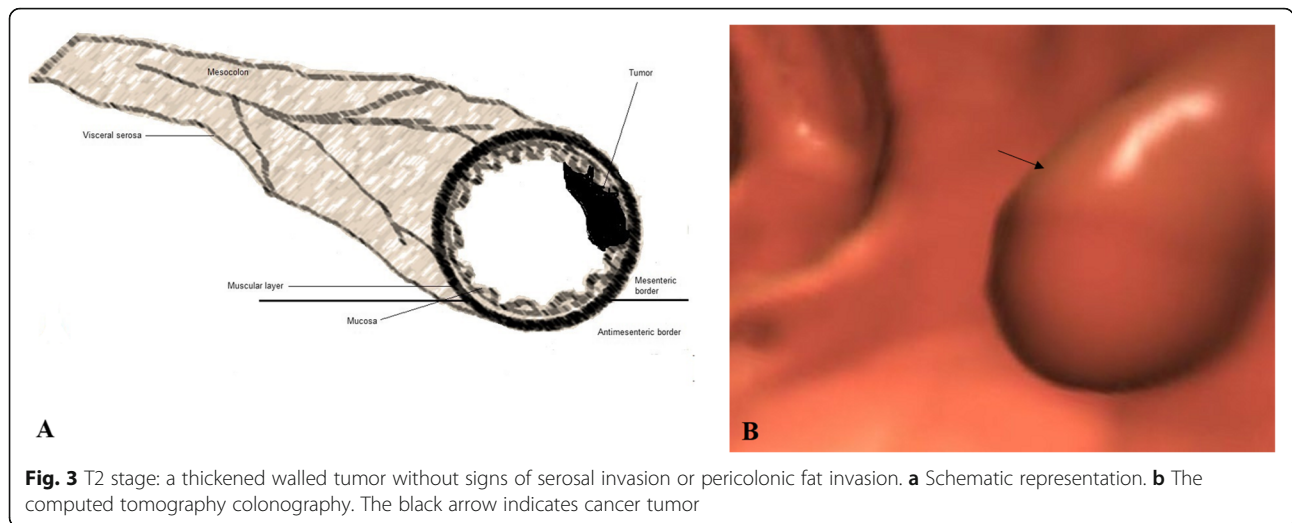 Mesocolon
Tumor
Visceral serosa
Muscular layer
Mucosa
Mesenteric
border
Antimesenteric border
A
B
Fig. 3 T2 stage: a thickened walled tumor without signs of serosal invasion or pericolonic fat invasion. a Schematic representation. b The
computed tomography colonography. The black arrow indicates cancer tumor